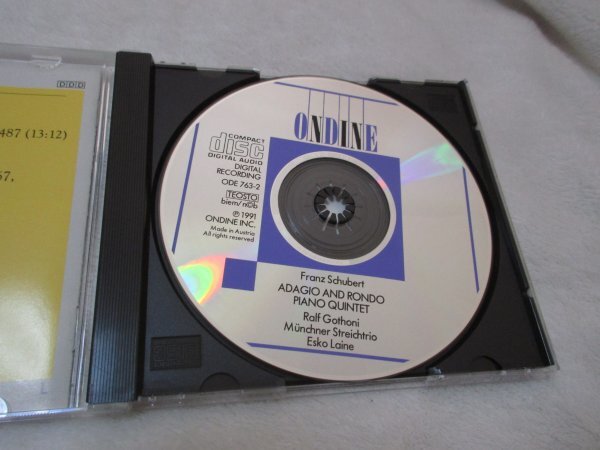 DDD
487 (13:12)
67,
ONDINE
COMPACT
disc
DIGITAL AUDIO
DIGITAL
RECORDING
ODE 763-2
TEOSTO
biem/ncb
℗ 1991
ONDINE INC.
Made in Austria
All rights reserved
Franz Schubert
ADAGIO AND RONDO
PIANO QUINTET
Ralf Gothoni
Münchner Streichtrio
Esko Laine